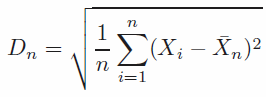 $D_n = \sqrt{\frac{1}{n} \sum_{i=1}^{n} (X_i - \bar{X}_n)^2}$